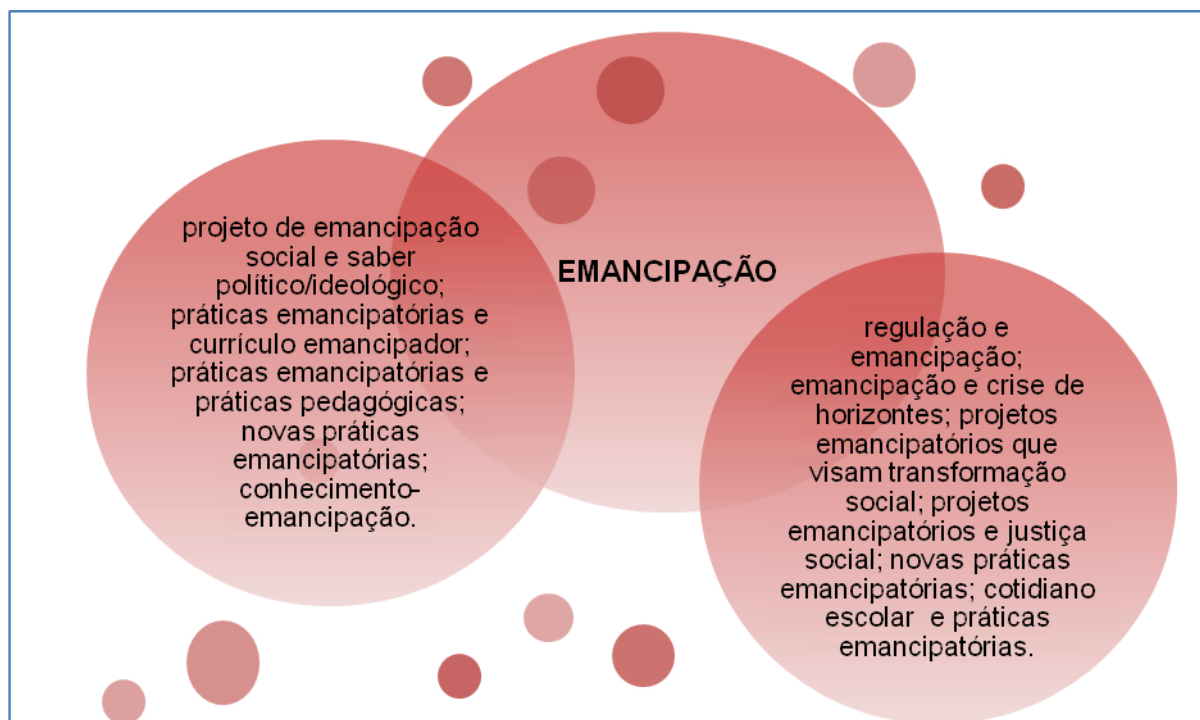 projeto de emancipação
social e saber
político/ideológico;
práticas emancipatórias e
currículo emancipador;
práticas emancipatórias e
práticas pedagógicas;
novas práticas
emancipatórias;
conhecimento-
emancipação.
EMANCIPAÇÃO
regulação e
emancipação;
emancipação e crise de
horizontes; projetos
emancipatórios que
visam transformação
social; projetos
emancipatórios e justiça
social; novas práticas
emancipatórias; cotidiano
escolar e práticas
emancipatórias.